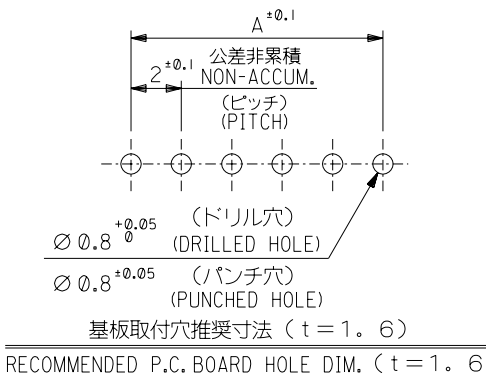 A±0.1
2±0.1 公差非累積
NON-ACCUM.
(ピッチ)
(PITCH)
Ø0.8 +0.05 0 (ドリル穴)
(DRILLED HOLE)
Ø0.8±0.05 (パンチ穴)
(PUNCHED HOLE)
基板取付穴推奨寸法(t=1。6)
RECOMMENDED P.C.BOARD HOLE DIM.(t=1。6